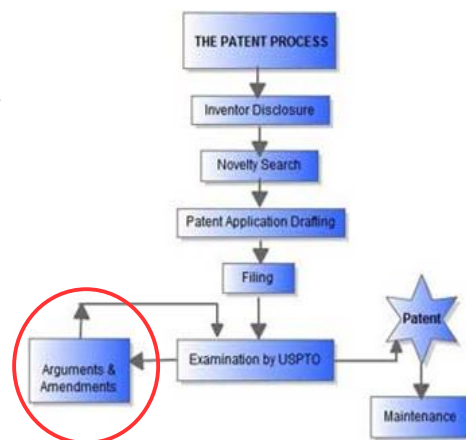 THE PATENT PROCESS
Inventor Disclosure
Novelty Search
Patent Application Drafting
Filing
Patent
Arguments &
Amendments
Examination by USPTO
Maintenance